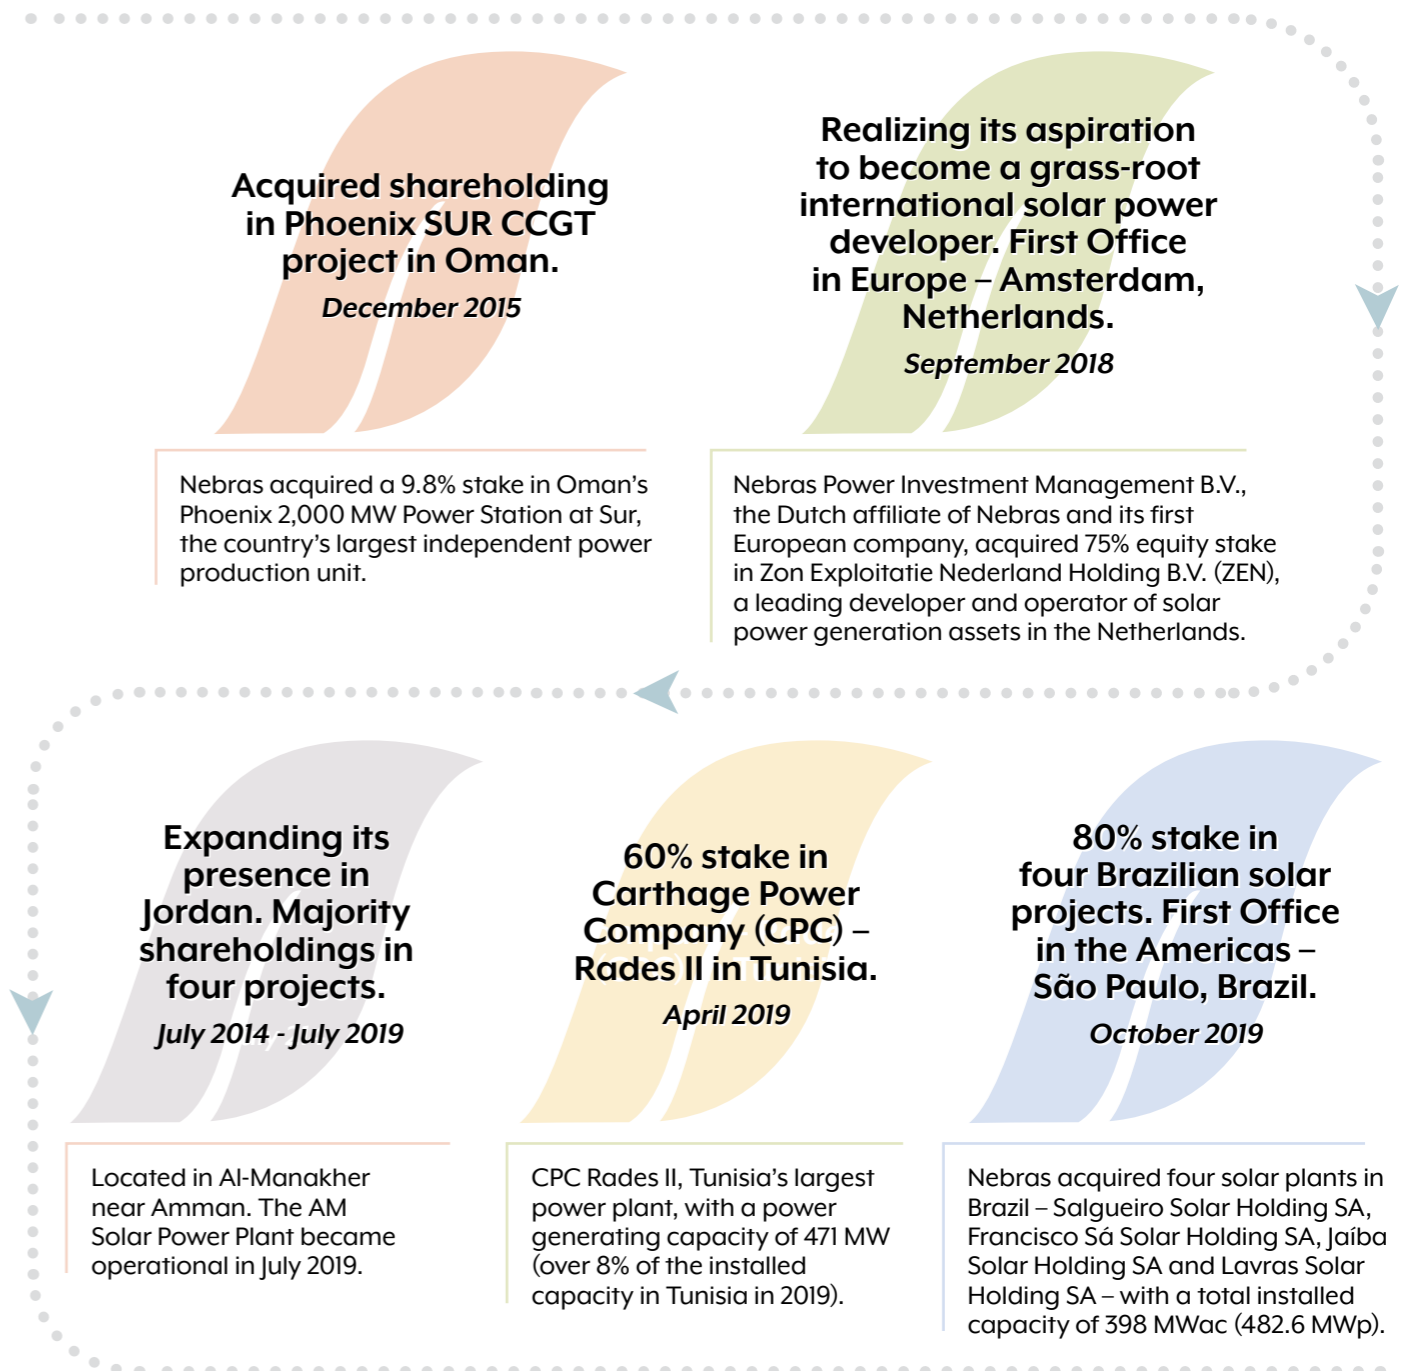 Acquired shareholding
in Phoenix SUR CCGT
project in Oman.
December 2015
Nebras acquired a 9.8% stake in Oman’s
Phoenix 2,000 MW Power Station at Sur,
the country’s largest independent power
production unit.
Realizing its aspiration
to become a grass-root
international solar power
developer. First Office
in Europe – Amsterdam,
Netherlands.
September 2018
Nebras Power Investment Management B.V.,
the Dutch affiliate of Nebras and its first
European company, acquired 75% equity stake
in Zon Exploitatie Nederland Holding B.V. (ZEN),
a leading developer and operator of solar
power generation assets in the Netherlands.
Expanding its
presence in
Jordan. Majority
shareholdings in
four projects.
July 2014 - July 2019
Located in Al-Manakher
near Amman. The AM
Solar Power Plant became
operational in July 2019.
60% stake in
Carthage Power
Company (CPC) –
Rades II in Tunisia.
April 2019
CPC Rades II, Tunisia’s largest
power plant, with a power
generating capacity of 471 MW
(over 8% of the installed
capacity in Tunisia in 2019).
80% stake in
four Brazilian solar
projects. First Office
in the Americas –
São Paulo, Brazil.
October 2019
Nebras acquired four solar plants in
Brazil – Salgueiro Solar Holding SA,
Francisco Sá Solar Holding SA, Jaíba
Solar Holding SA and Lavras Solar
Holding SA – with a total installed
capacity of 398 MWac (482.6 MWp).